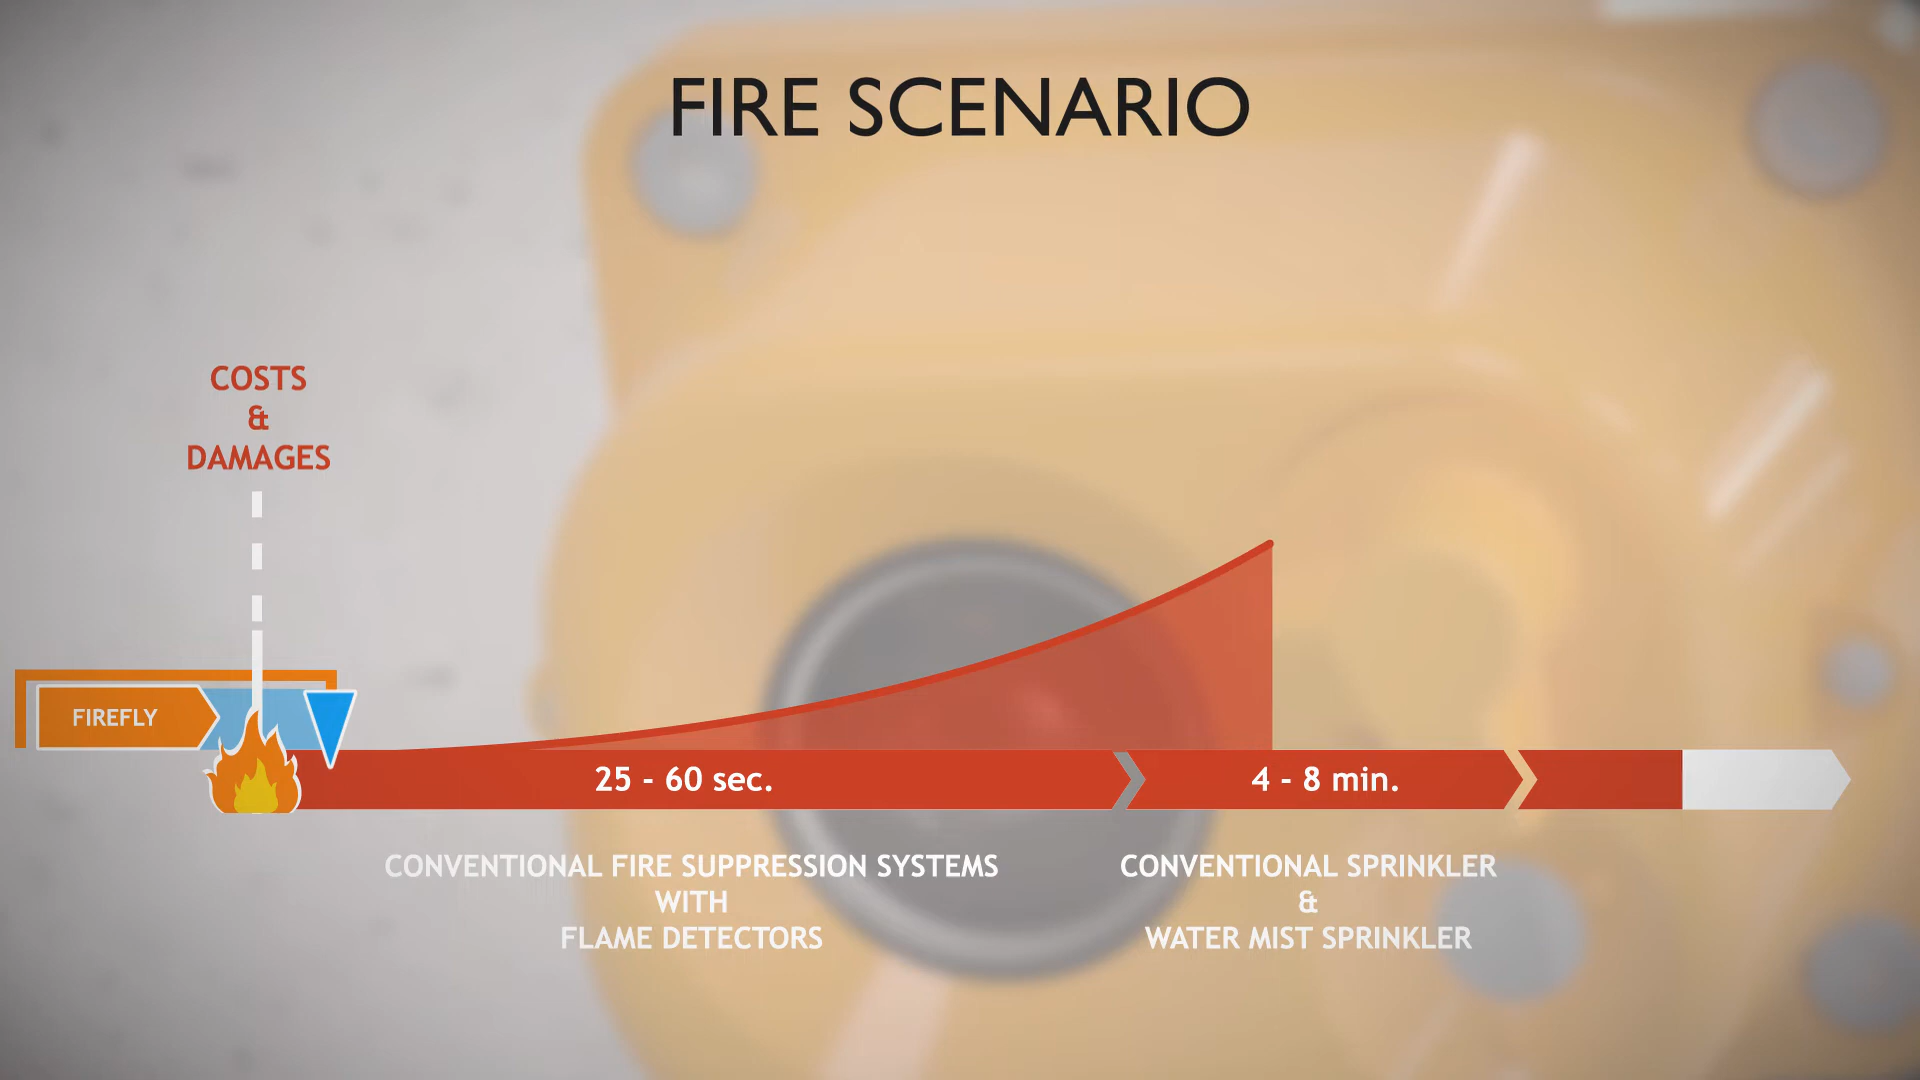 FIRE SCENARIO
COSTS
&
DAMAGES
FIREFLY
25 - 60 sec.
4 - 8 min.
CONVENTIONAL FIRE SUPPRESSION SYSTEMS
WITH
FLAME DETECTORS
CONVENTIONAL SPRINKLER
&
WATER MIST SPRINKLER